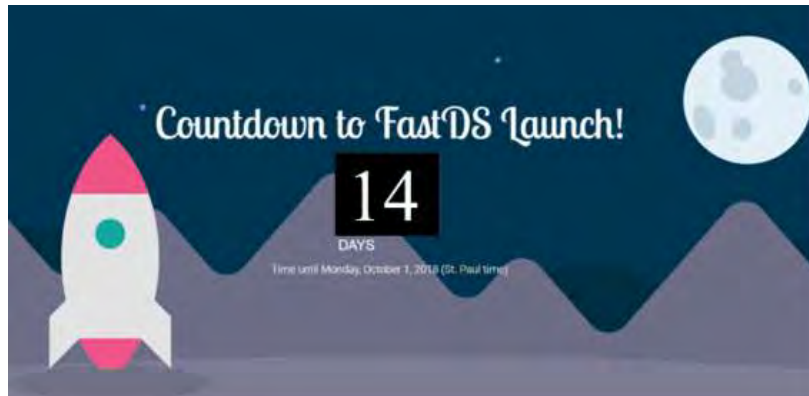 Countdown to FastDS Launch!
14
DAYS
Time until Monday, October 1, 2018 (St. Paul time)